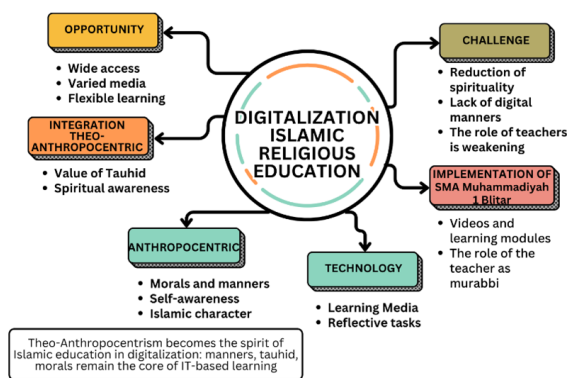 OPPORTUNITY
• Wide access
• Varied media
• Flexible learning
INTEGRATION
THEO-
ANTHROPOCENTRIC
• Value of Tauhid
• Spiritual awareness
ANTHROPOCENTRIC
• Morals and manners
• Self-awareness
• Islamic character
DIGITALIZATION
ISLAMIC
RELIGIOUS
EDUCATION
CHALLENGE
• Reduction of
spirituality
• Lack of digital
manners
• The role of teachers
is weakening
IMPLEMENTATION OF
SMA Muhammadiyah
1 Blitar
• Videos and
learning modules
• The role of the
teacher as
murabbi
TECHNOLOGY
• Learning Media
• Reflective tasks
Theo-Anthropocentrism becomes the spirit of
Islamic education in digitalization: manners, tauhid,
morals remain the core of IT-based learning